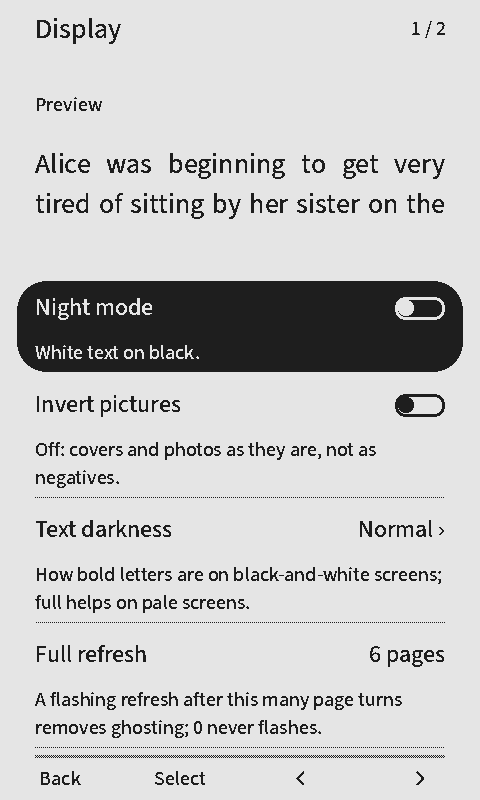 Display
1 / 2
Preview
Alice was beginning to get very
tired of sitting by her sister on the
Night mode
White text on black.
Invert pictures
Off: covers and photos as they are, not as
negatives.
Text darkness
Normal ›
How bold letters are on black-and-white screens;
full helps on pale screens.
Full refresh
6 pages
A flashing refresh after this many page turns
removes ghosting; 0 never flashes.
Back Select < >